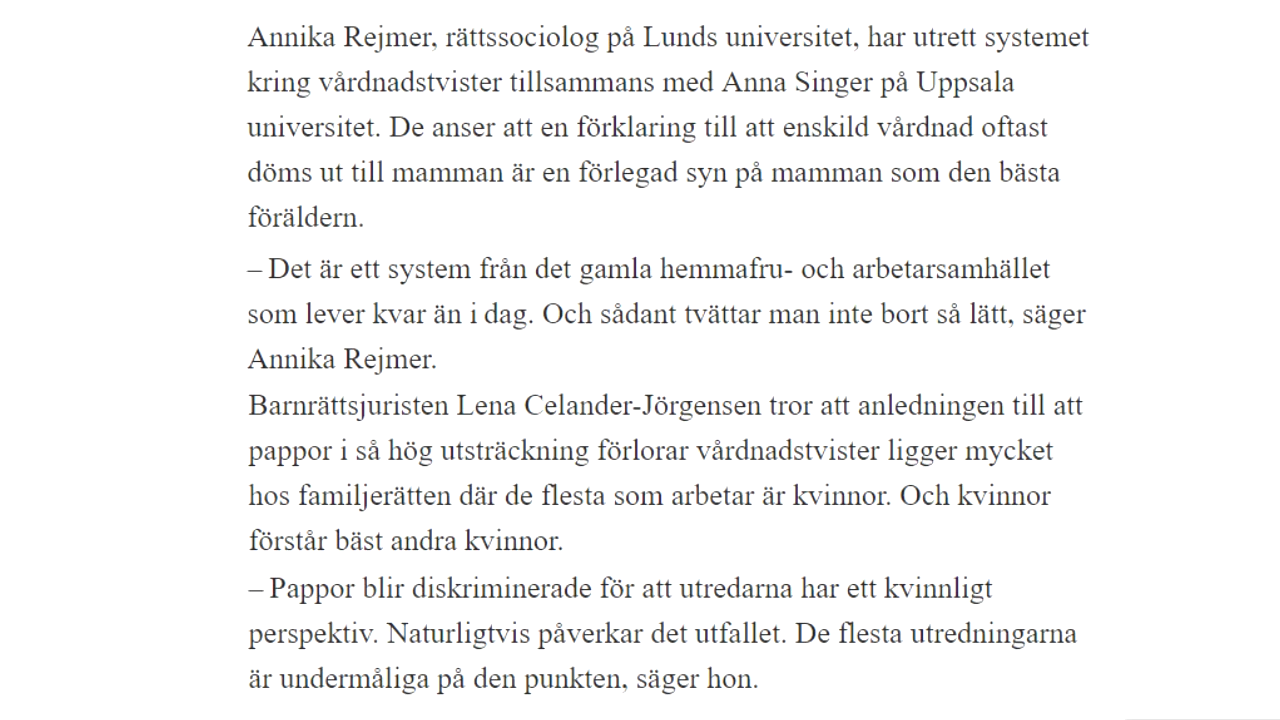 Annika Rejmer, rättssociolog på Lunds universitet, har utrett systemet
kring vårdnadstvister tillsammans med Anna Singer på Uppsala
universitet. De anser att en förklaring till att enskild vårdnad oftast
döms ut till mamman är en förlegad syn på mamman som den bästa
föräldern.
– Det är ett system från det gamla hemmafru- och arbetarsamhället
som lever kvar än i dag. Och sådant tvättar man inte bort så lätt, säger
Annika Rejmer.
Barnrättsjuristen Lena Celander-Jörgensen tror att anledningen till att
pappor i så hög utsträckning förlorar vårdnadstvister ligger mycket
hos familjerätten där de flesta som arbetar är kvinnor. Och kvinnor
förstår bäst andra kvinnor.
– Pappor blir diskriminerade för att utredarna har ett kvinnligt
perspektiv. Naturligtvis påverkar det utfallet. De flesta utredningarna
är undermåliga på den punkten, säger hon.